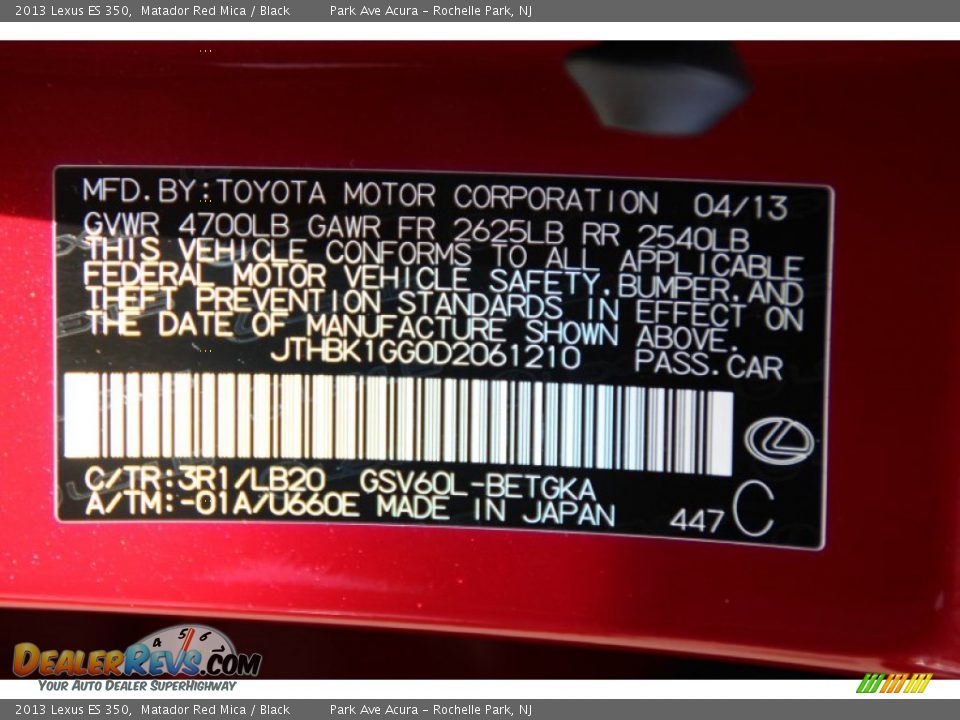 2013 Lexus ES 350, Matador Red Mica / Black Park Ave Acura - Rochelle Park, NJ
MFD.BY:TOYOTA MOTOR CORPORATION 04/13
GVWR 4700LB GAWR FR 2625LB RR 2540LB
THIS VEHICLE CONFORMS TO ALL APPLICABLE
FEDERAL MOTOR VEHICLE SAFETY,BUMPER,AND
THEFT PREVENTION STANDARDS IN EFFECT ON
THE DATE OF MANUFACTURE SHOWN ABOVE.
JTHBK1GG0D2061210 PASS.CAR
C/TR:3R1/LB20 GSV60L-BETGKA
A/TM:-01A/U660E MADE IN JAPAN
447 C
4 5 6
DealerRevs.com
Your Auto Dealer SuperHighway
2013 Lexus ES 350, Matador Red Mica / Black Park Ave Acura - Rochelle Park, NJ